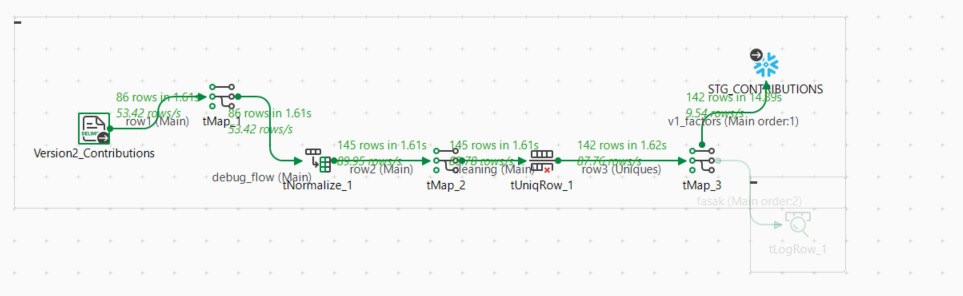 STG_CONTRIBUTIONS
142 rows in 14.89s
9.54 rows/s
v1_factors (Main order:1)
86 rows in 1.61s
53.42 rows/s
row1 (Main)
tMap_1
86 rows in 1.61s
53.42 rows/s
DELIM
Version2_Contributions
debug_flow (Main)
tNormalize_1
145 rows in 1.61s
89.95 rows/s
row2 (Main)
tMap_2
145 rows in 1.61s
rows/s
cleaning (Main)
tUniqRow_1
142 rows in 1.62s
87.76 rows/s
row3 (Uniques)
tMap_3
fasak (Main order:2)
tLogRow_1